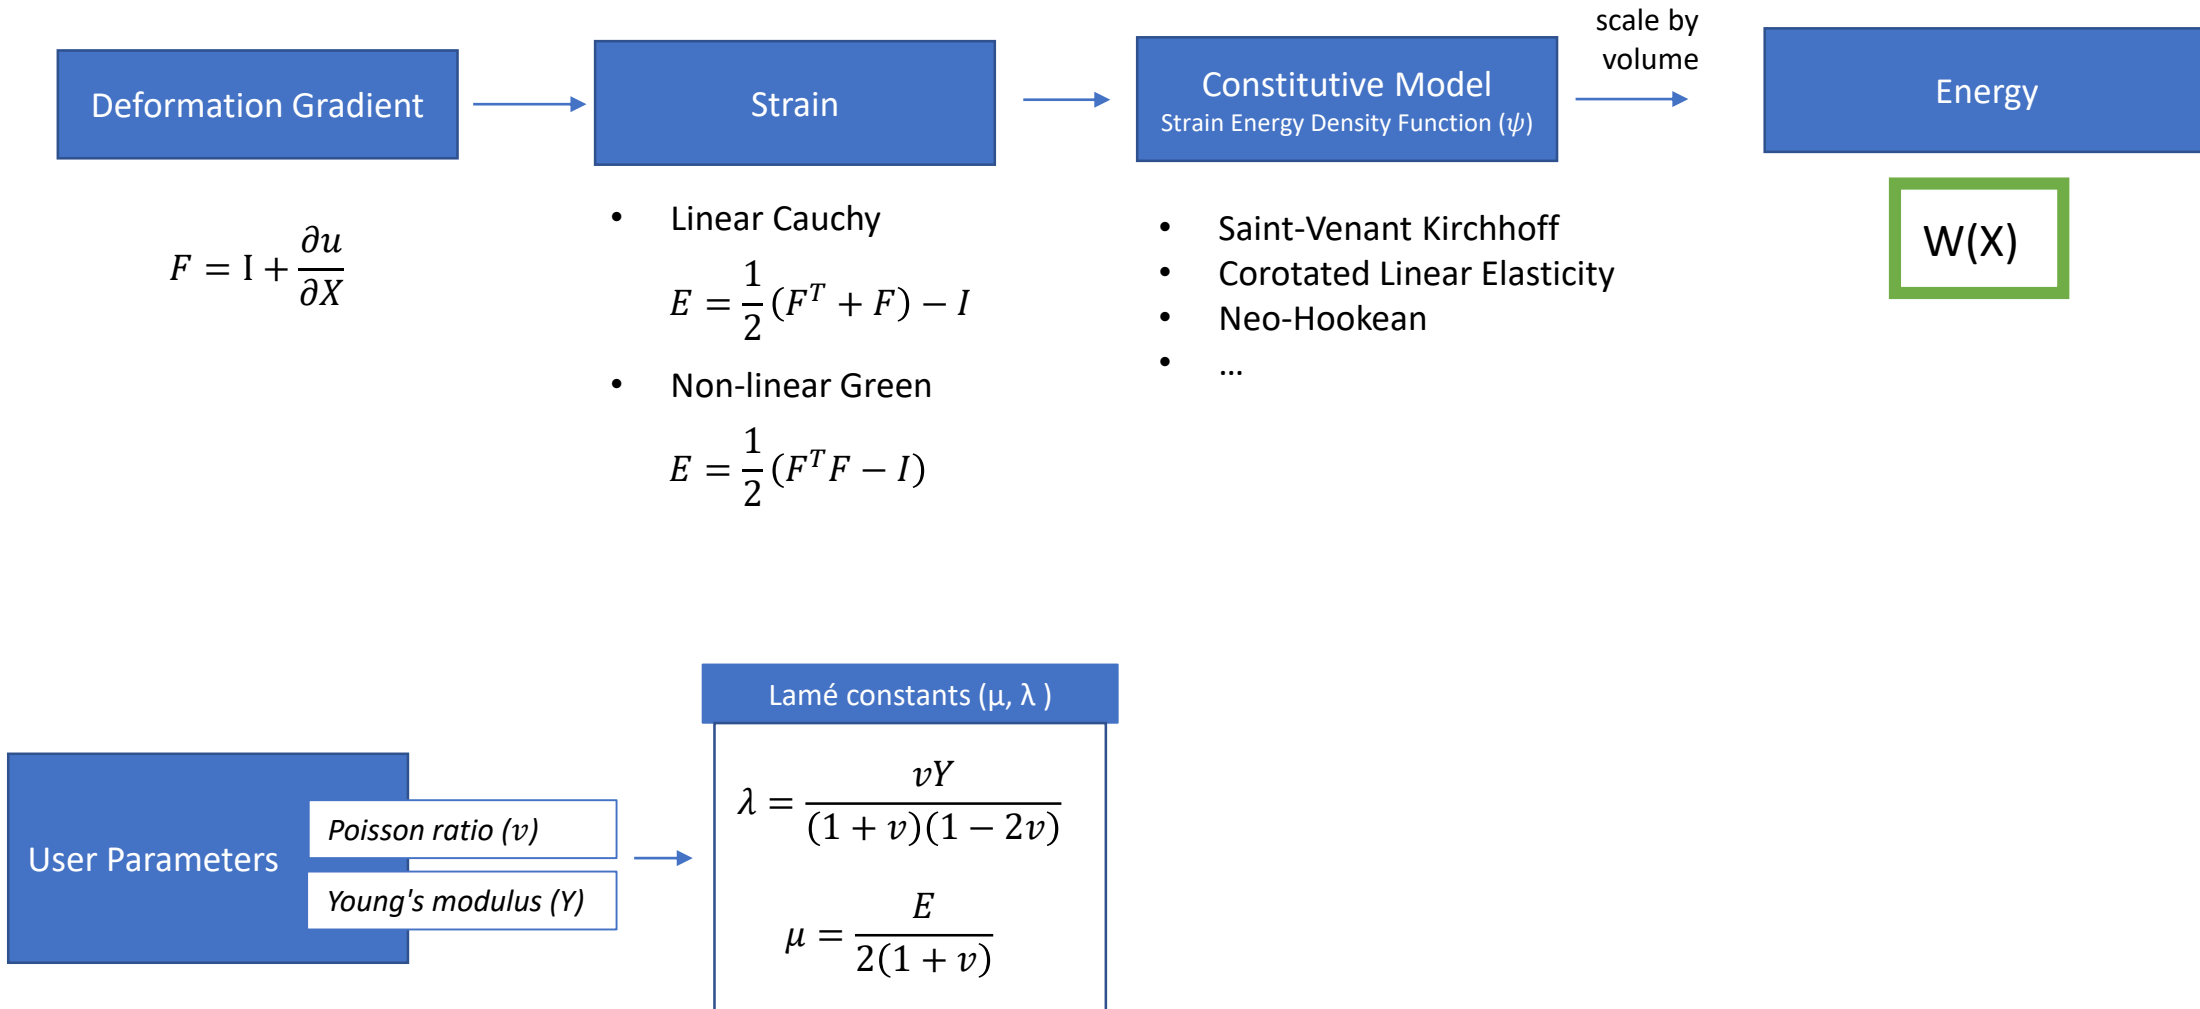 scale by
volume
Deformation Gradient
Strain
Constitutive Model
Strain Energy Density Function (ψ)
Energy
F = I + ∂u/∂X
• Linear Cauchy
E = 1/2 (F^T + F) − I
• Non-linear Green
E = 1/2 (F^T F − I)
• Saint-Venant Kirchhoff
• Corotated Linear Elasticity
• Neo-Hookean
• ...
W(X)
User Parameters
Poisson ratio (v)
Young's modulus (Y)
Lamé constants (μ, λ )
λ = vY/((1 + v)(1 − 2v))
μ = E/(2(1 + v))